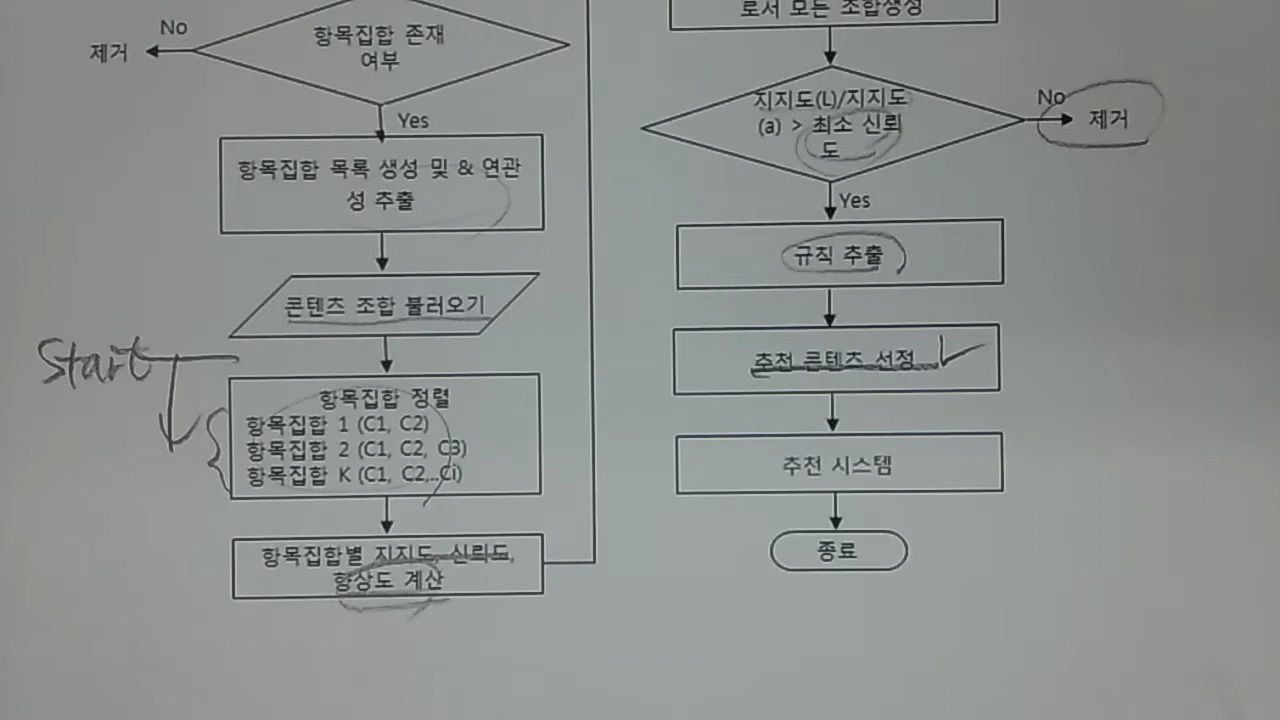 No
제거
항목집합 존재
여부
Yes
항목집합 목록 생성 및 & 연관
성 추출
콘텐츠 조합 불러오기
Start
항목집합 정렬
항목집합 1 (C1, C2)
항목집합 2 (C1, C2, C3)
항목집합 K (C1, C2,..Ci)
항목집합별 지지도, 신뢰도,
향상도 계산
로서 모든 조합생성
지지도(L)/지지도
(a) > 최소 신뢰
도
No
제거
Yes
규칙 추출
추천 콘텐츠 선정
추천 시스템
종료